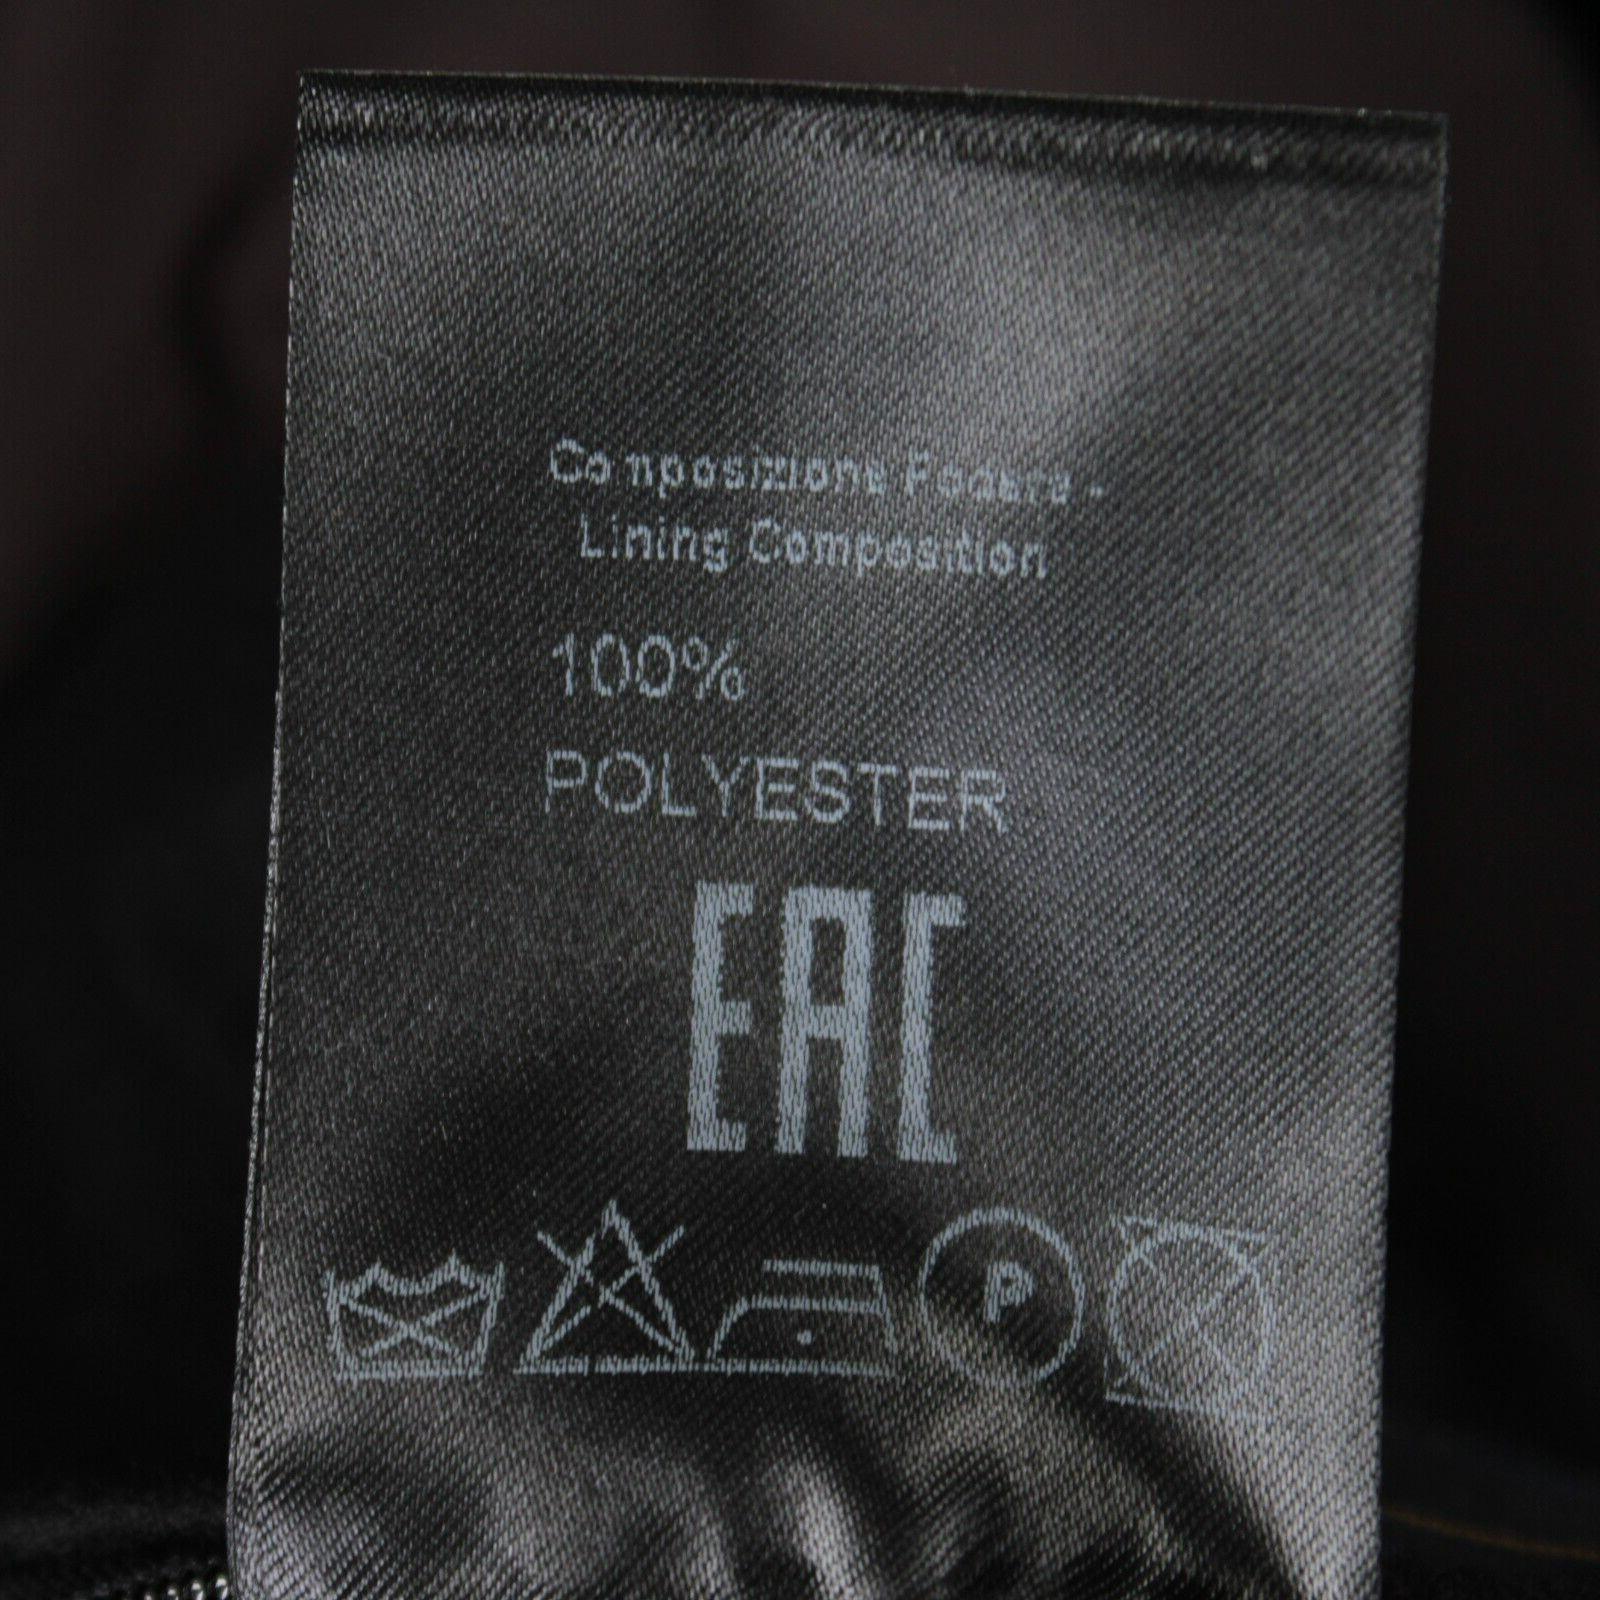 Composizione Fodera -
Lining Composition
100%
POLYESTER
EAC
P